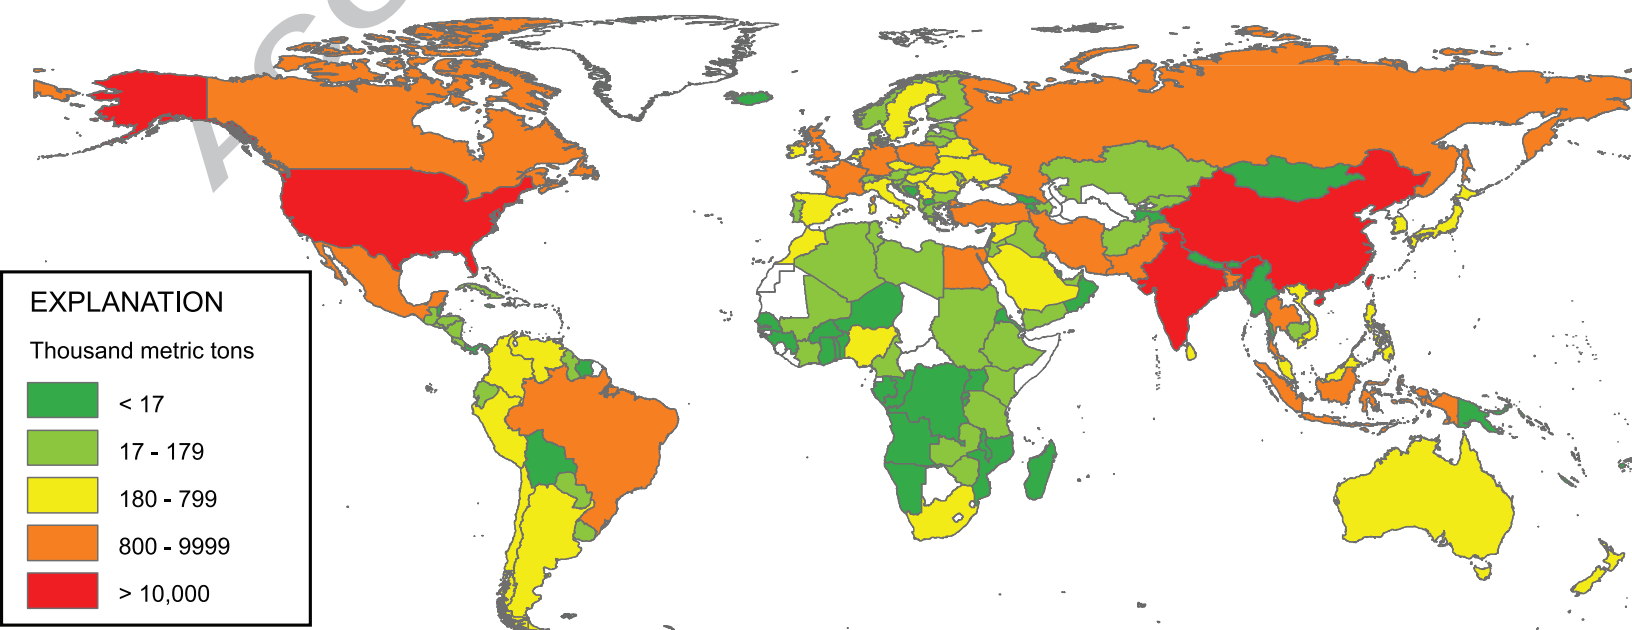 EXPLANATION
Thousand metric tons
< 17
17 - 179
180 - 799
800 - 9999
> 10,000